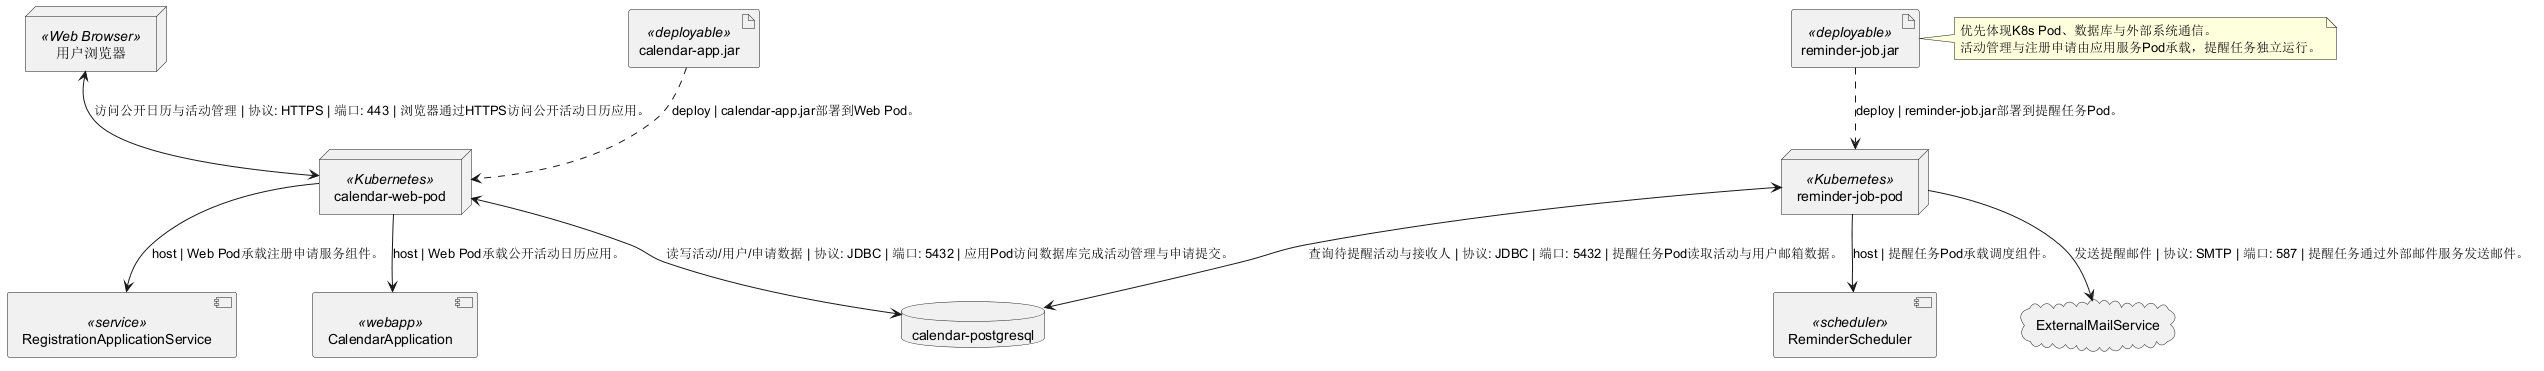 «Web Browser»
用户浏览器
«deployable»
calendar-app.jar
«deployable»
reminder-job.jar
优先体现K8s Pod、数据库与外部系统通信。
活动管理与注册申请由应用服务Pod承载，提醒任务独立运行。
访问公开日历与活动管理 | 协议: HTTPS | 端口: 443 | 浏览器通过HTTPS访问公开活动日历应用。
deploy | calendar-app.jar部署到Web Pod。
deploy | reminder-job.jar部署到提醒任务Pod。
«Kubernetes»
calendar-web-pod
«Kubernetes»
reminder-job-pod
host | Web Pod承载注册申请服务组件。
host | Web Pod承载公开活动日历应用。
读写活动/用户/申请数据 | 协议: JDBC | 端口: 5432 | 应用Pod访问数据库完成活动管理与申请提交。
查询待提醒活动与接收人 | 协议: JDBC | 端口: 5432 | 提醒任务Pod读取活动与用户邮箱数据。
host | 提醒任务Pod承载调度组件。
发送提醒邮件 | 协议: SMTP | 端口: 587 | 提醒任务通过外部邮件服务发送邮件。
«service»
RegistrationApplicationService
«webapp»
CalendarApplication
calendar-postgresql
«scheduler»
ReminderScheduler
ExternalMailService